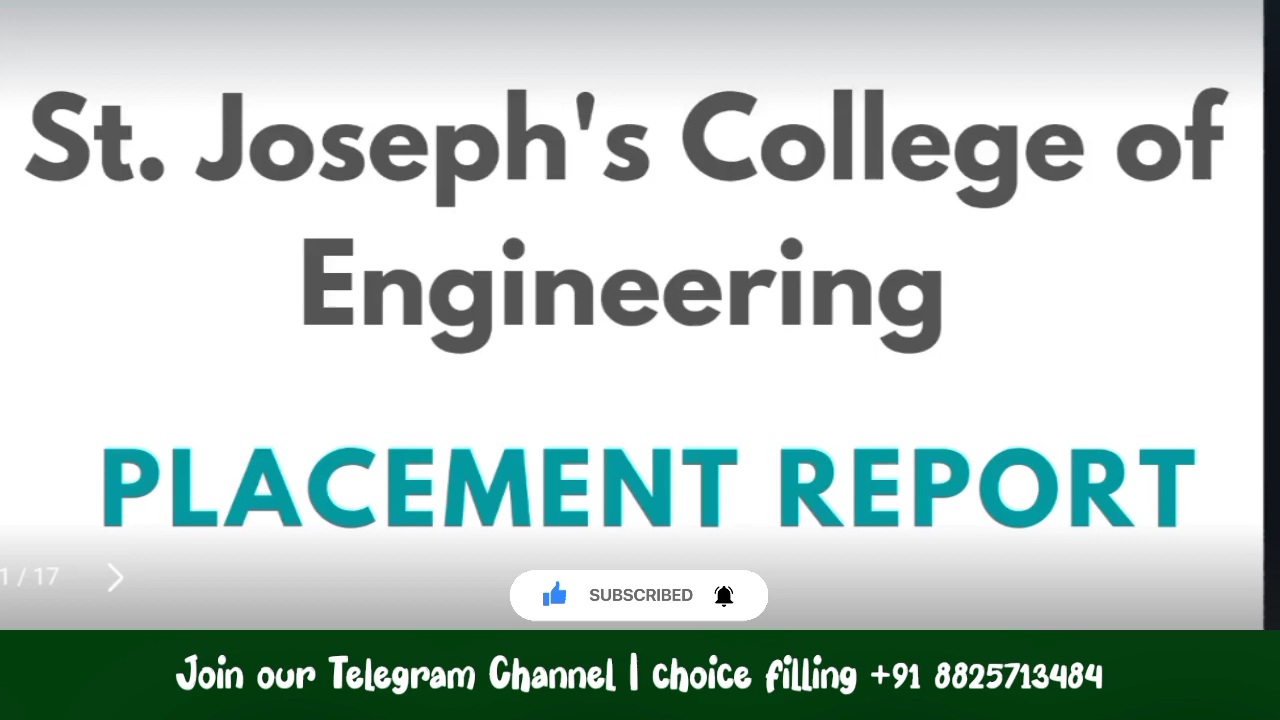 St. Joseph's College of
Engineering
PLACEMENT REPORT
1 / 17
SUBSCRIBED
Join our Telegram Channel | choice filling +91 8825713484